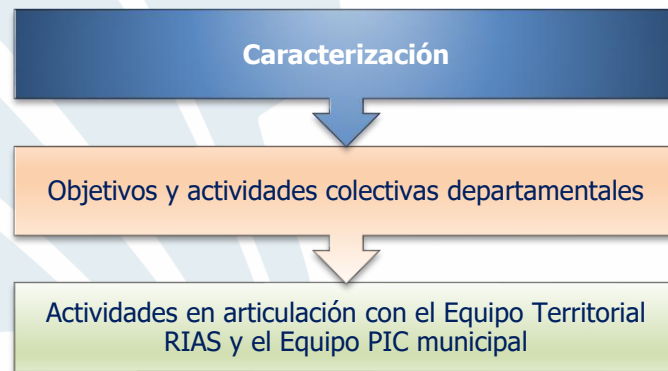 Caracterización
Objetivos y actividades colectivas departamentales
Actividades en articulación con el Equipo Territorial
RIAS y el Equipo PIC municipal